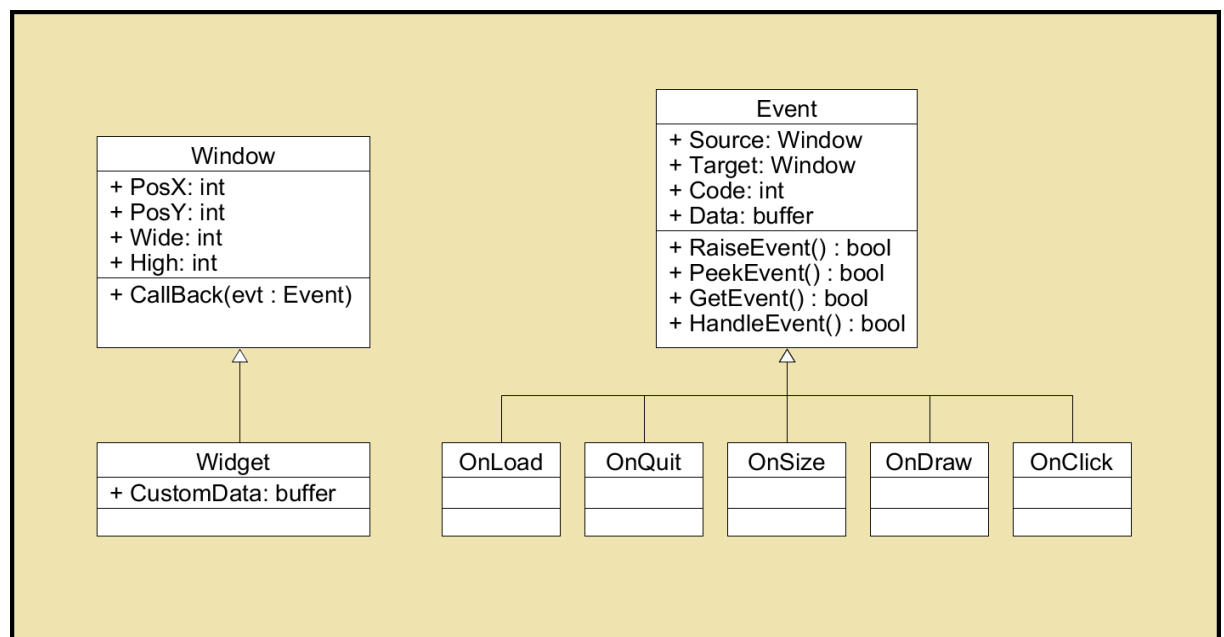 Window
+ PosX: int
+ PosY: int
+ Wide: int
+ High: int
+ CallBack(evt : Event)
Widget
+ CustomData: buffer
Event
+ Source: Window
+ Target: Window
+ Code: int
+ Data: buffer
+ RaiseEvent() : bool
+ PeekEvent() : bool
+ GetEvent() : bool
+ HandleEvent() : bool
OnLoad
OnQuit
OnSize
OnDraw
OnClick